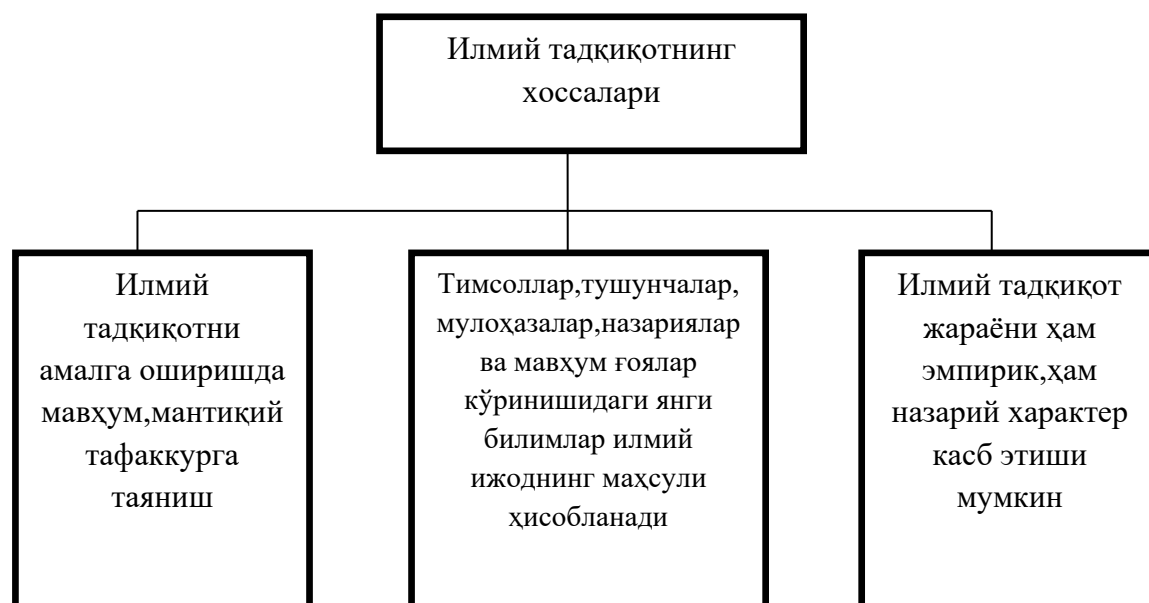 Илмий тадқиқотнинг
хоссалари
Илмий
тадқиқотни
амалга оширишда
мавҳум,мантиқий
тафаккурга
таяниш
Тимсоллар,тушунчалар,
мулоҳазалар,назариялар
ва мавҳум ғоялар
кўринишидаги янги
билимлар илмий
ижоднинг маҳсули
ҳисобланади
Илмий тадқиқот
жараёни ҳам
эмпирик,ҳам
назарий характер
касб этиши
мумкин